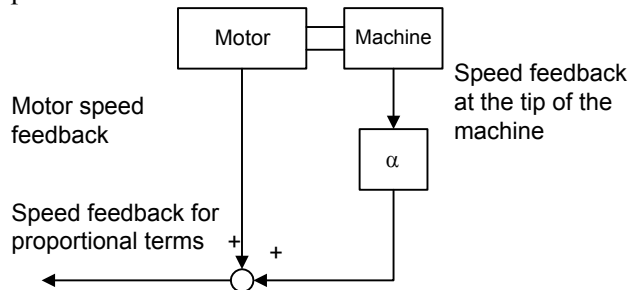 Motor
Machine
Speed feedback
at the tip of the
machine
Motor speed
feedback
α
Speed feedback for
proportional terms
+
+